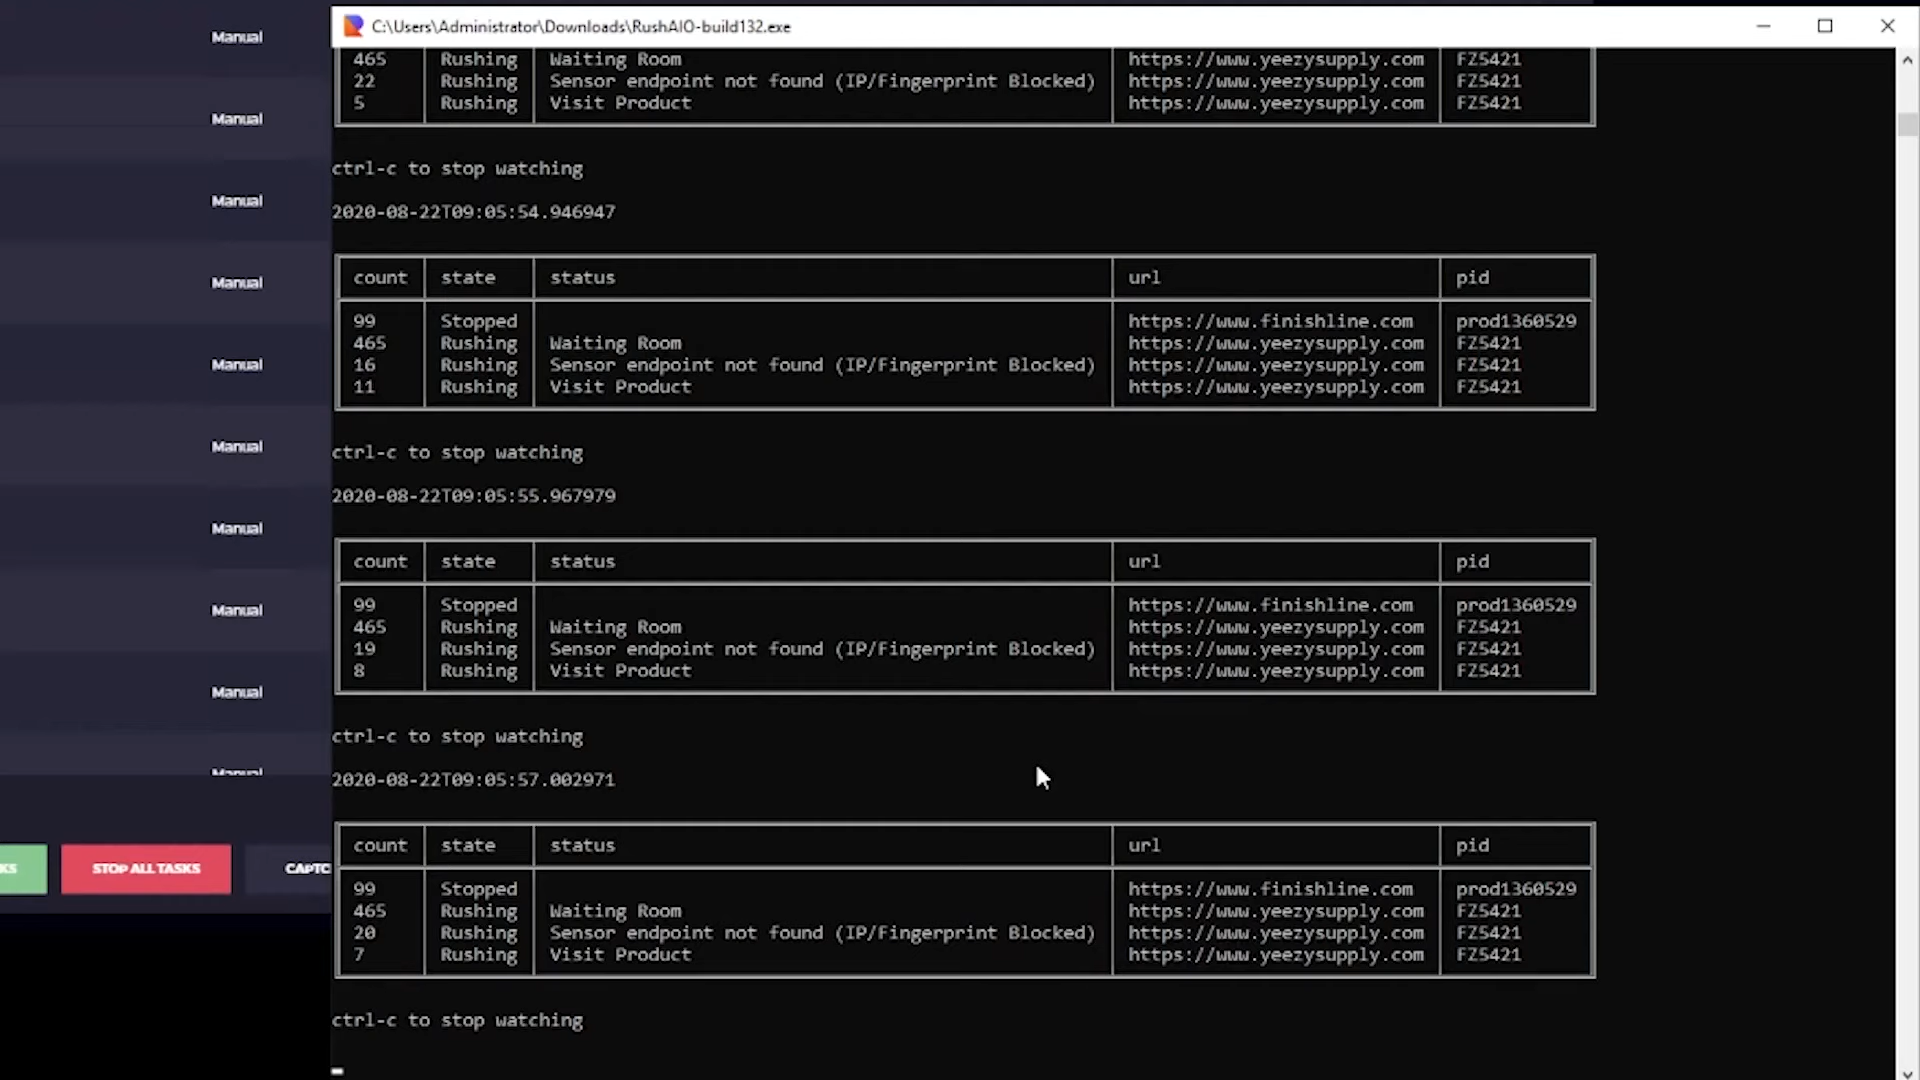 Manual
Manual
Manual
Manual
Manual
Manual
Manual
Manual
Manual
Manual
KS
STOP ALL TASKS
CAPTC
C:\Users\Administrator\Downloads\RushAIO-build132.exe
465 Rushing Waiting Room https://www.yeezysupply.com FZ5421
22 Rushing Sensor endpoint not found (IP/Fingerprint Blocked) https://www.yeezysupply.com FZ5421
5 Rushing Visit Product https://www.yeezysupply.com FZ5421
ctrl-c to stop watching
2020-08-22T09:05:54.946947
count state status url pid
99 Stopped https://www.finishline.com prod1360529
465 Rushing Waiting Room https://www.yeezysupply.com FZ5421
16 Rushing Sensor endpoint not found (IP/Fingerprint Blocked) https://www.yeezysupply.com FZ5421
11 Rushing Visit Product https://www.yeezysupply.com FZ5421
ctrl-c to stop watching
2020-08-22T09:05:55.967979
count state status url pid
99 Stopped https://www.finishline.com prod1360529
465 Rushing Waiting Room https://www.yeezysupply.com FZ5421
19 Rushing Sensor endpoint not found (IP/Fingerprint Blocked) https://www.yeezysupply.com FZ5421
8 Rushing Visit Product https://www.yeezysupply.com FZ5421
ctrl-c to stop watching
2020-08-22T09:05:57.002971
count state status url pid
99 Stopped https://www.finishline.com prod1360529
465 Rushing Waiting Room https://www.yeezysupply.com FZ5421
20 Rushing Sensor endpoint not found (IP/Fingerprint Blocked) https://www.yeezysupply.com FZ5421
7 Rushing Visit Product https://www.yeezysupply.com FZ5421
ctrl-c to stop watching